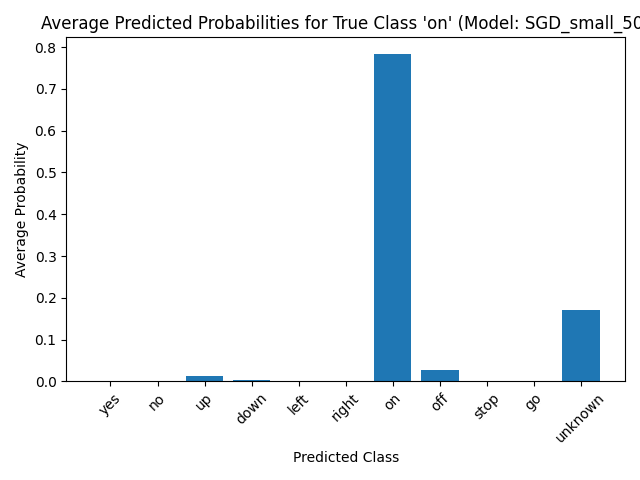 Average Predicted Probabilities for True Class 'on' (Model: SGD_small_50
0.8
0.7
0.6
0.5
0.4
0.3
0.2
0.1
0.0
Average Probability
yes
no
up
down
left
right
on
off
stop
go
unknown
Predicted Class